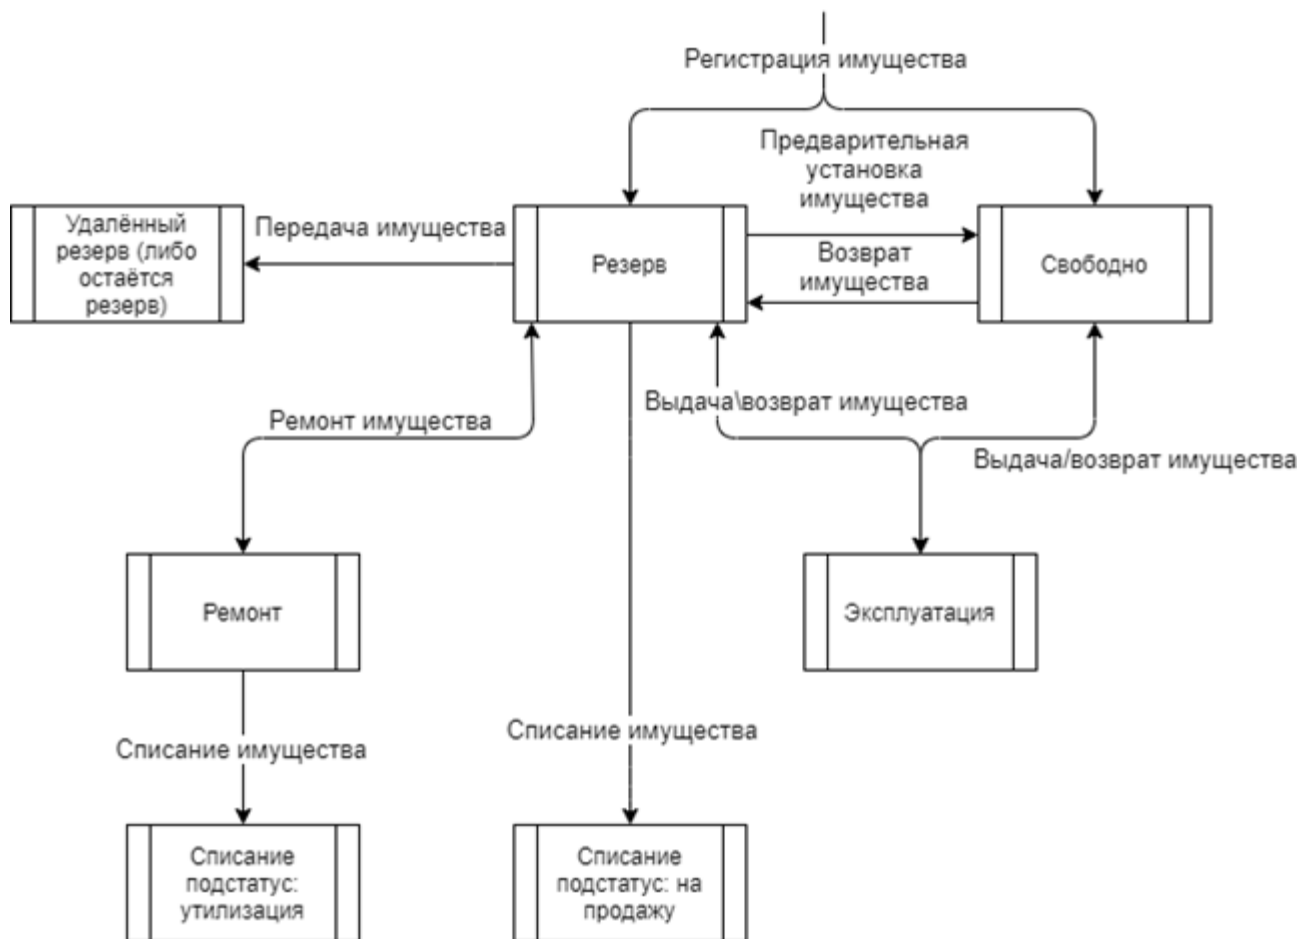 Регистрация имущества
Предварительная
установка
имущества
Удалённый
резерв (либо
остаётся
резерв)
Передача имущества
Резерв
Возврат
имущества
Свободно
Ремонт имущества
Выдача\возврат имущества
Выдача/возврат имущества
Ремонт
Эксплуатация
Списание имущества
Списание имущества
Списание
подстатус:
утилизация
Списание
подстатус: на
продажу